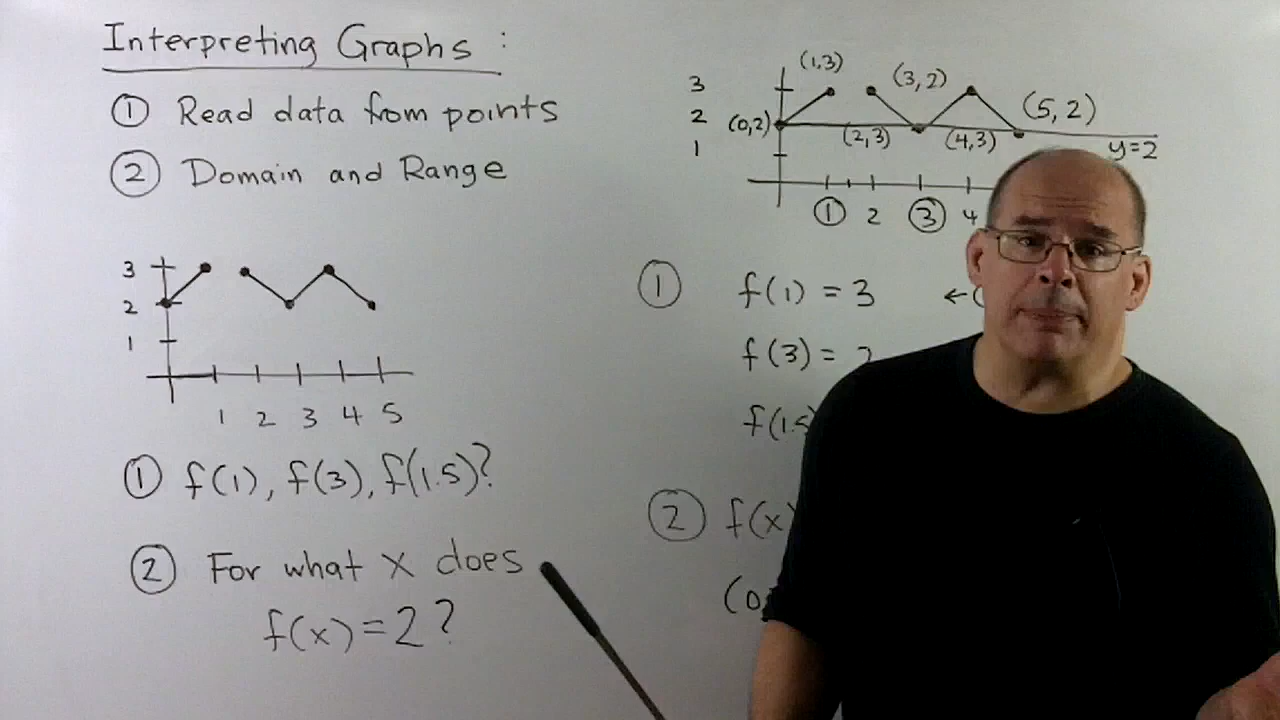 Interpreting Graphs :
① Read data from points
② Domain and Range
3
2
1
1 2 3 4 5
① f(1), f(3), f(1.5)?
② For what x does
f(x)=2?
(1,3) (3,2)
3
2 (0,2) (2,3) (4,3) (5,2)
1 y=2
① 2 ③ 4
① f(1) = 3 ←(
f(3) =
f(1.5)
② f(x)
(0,